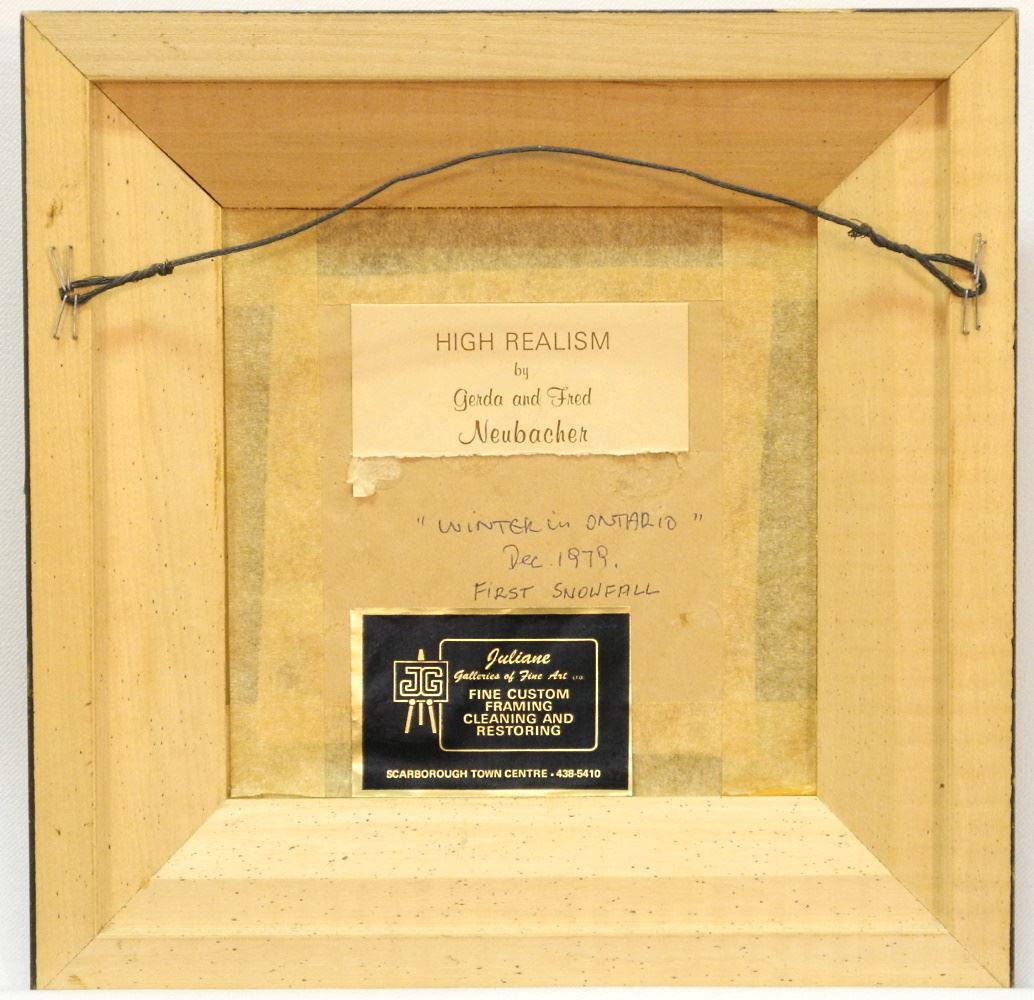 HIGH REALISM
by
Gerda and Fred
Neubacher
"WINTER in ONTARIO"
Dec. 1979.
FIRST SNOWFALL
JG
Juliane
Galleries of Fine Art LTD.
FINE CUSTOM
FRAMING
CLEANING AND
RESTORING
SCARBOROUGH TOWN CENTRE • 438-5410